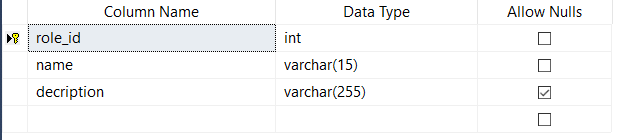 Column Name Data Type Allow Nulls
role_id int
name varchar(15)
decription varchar(255)